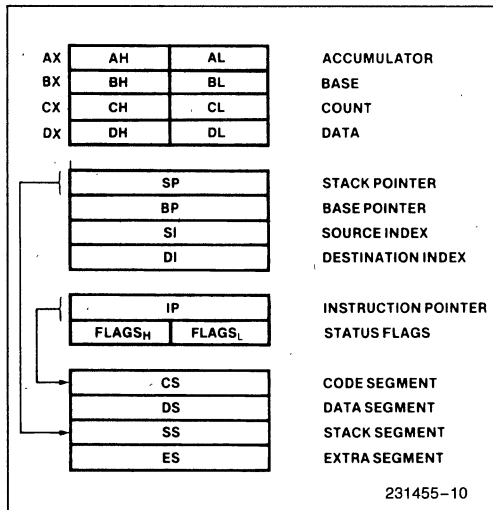 AX AH AL ACCUMULATOR
BX BH BL BASE
CX CH CL COUNT
DX DH DL DATA
SP STACK POINTER
BP BASE POINTER
SI SOURCE INDEX
DI DESTINATION INDEX
IP INSTRUCTION POINTER
FLAGSH FLAGSL STATUS FLAGS
CS CODE SEGMENT
DS DATA SEGMENT
SS STACK SEGMENT
ES EXTRA SEGMENT
231455-10